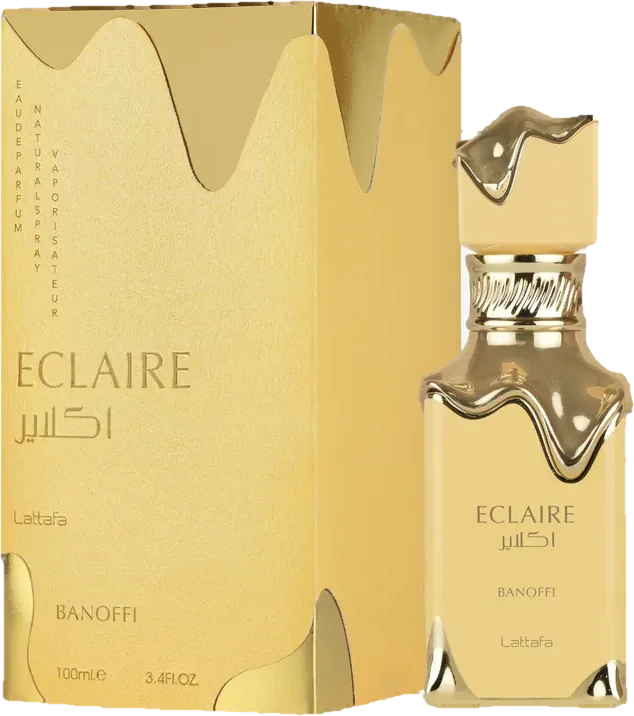 EAUDEPARFUM
NATURALSPRAY
VAPORISATEUR
ECLAIRE
اكلاير
Lattafa
BANOFFI
100ml.e 3.4Fl.OZ.
ECLAIRE
اكلاير
BANOFFI
Lattafa